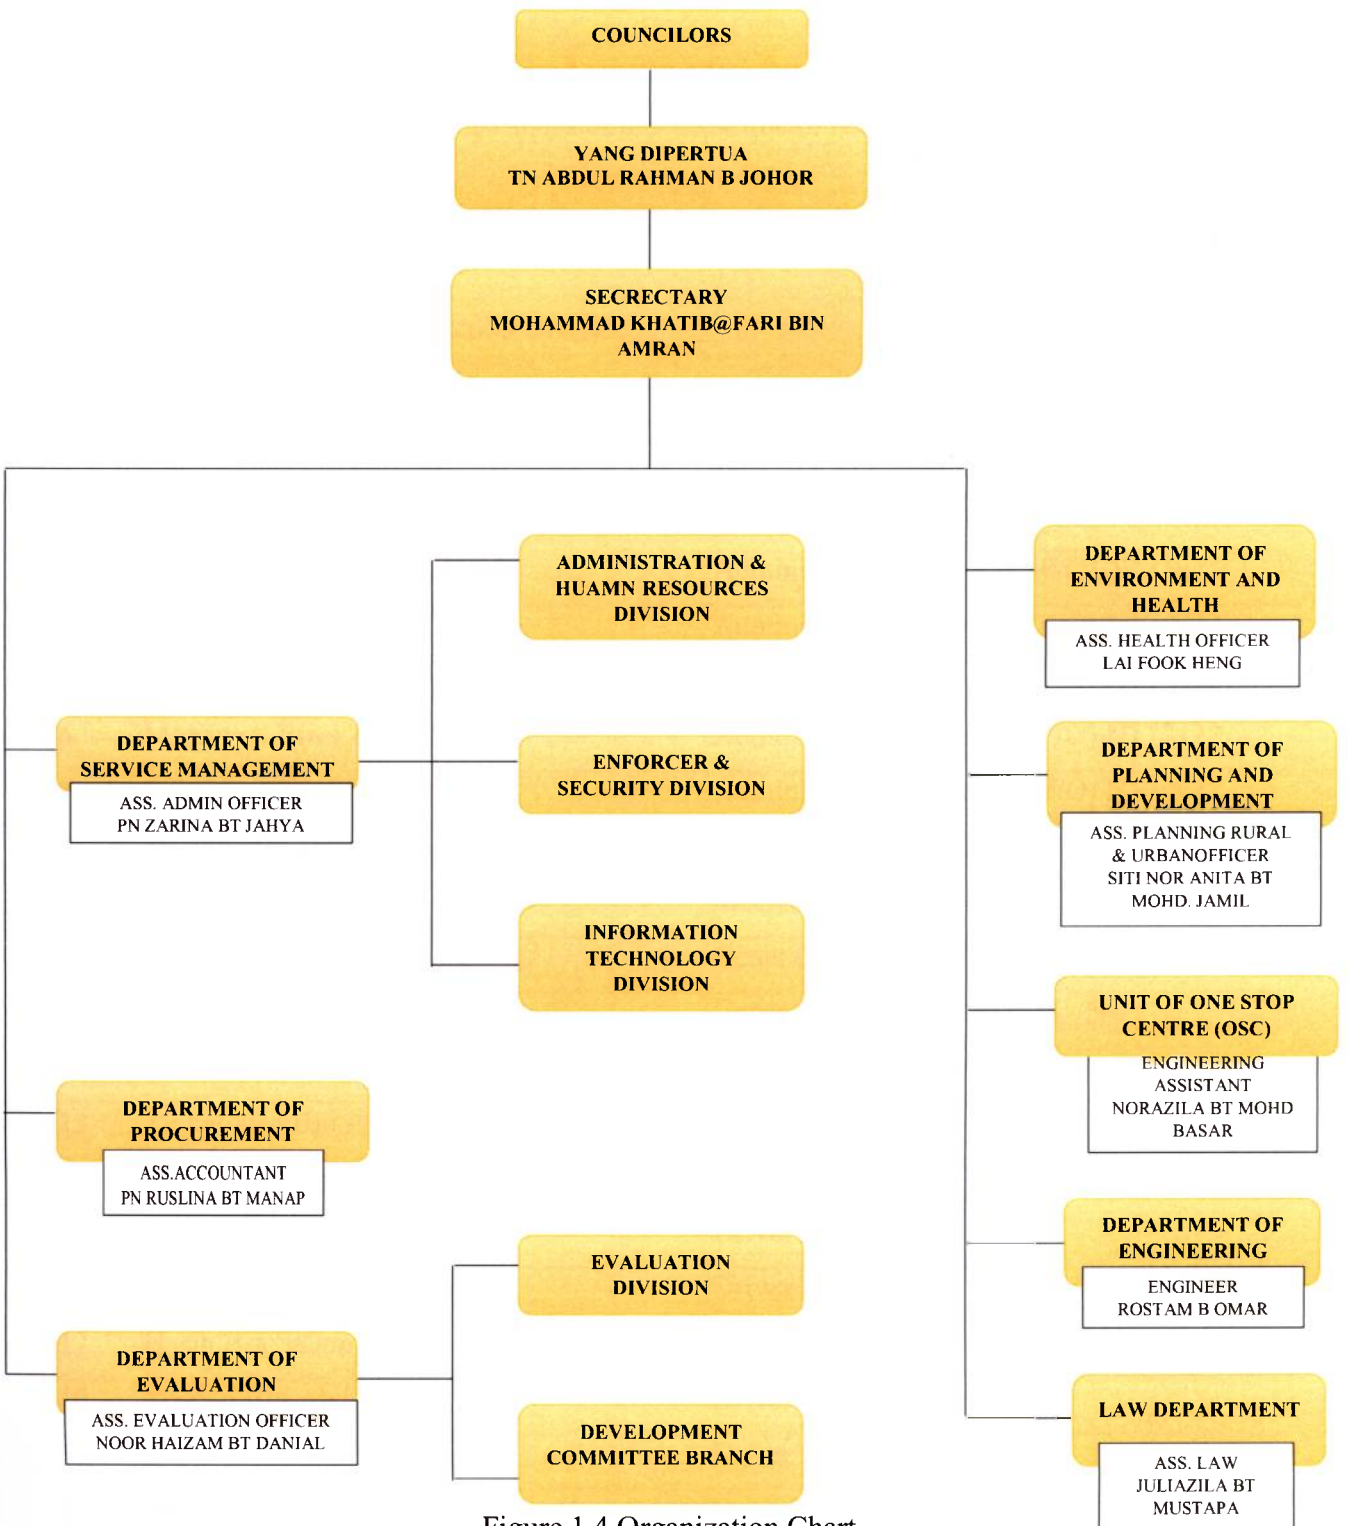 COUNCILORS
YANG DIPERTUA
TN ABDUL RAHMAN B JOHOR
SECRECTARY
MOHAMMAD KHATIB@FARI BIN
AMRAN
ADMINISTRATION &
HUAMN RESOURCES
DIVISION
DEPARTMENT OF
SERVICE MANAGEMENT
ASS. ADMIN OFFICER
PN ZARINA BT JAHYA
ENFORCER &
SECURITY DIVISION
INFORMATION
TECHNOLOGY
DIVISION
DEPARTMENT OF
PROCUREMENT
ASS.ACCOUNTANT
PN RUSLINA BT MANAP
EVALUATION
DIVISION
DEPARTMENT OF
EVALUATION
ASS. EVALUATION OFFICER
NOOR HAIZAM BT DANIAL
DEVELOPMENT
COMMITTEE BRANCH
DEPARTMENT OF
ENVIRONMENT AND
HEALTH
ASS. HEALTH OFFICER
LAI FOOK HENG
DEPARTMENT OF
PLANNING AND
DEVELOPMENT
ASS. PLANNING RURAL
& URBANOFFICER
SITI NOR ANITA BT
MOHD. JAMIL
UNIT OF ONE STOP
CENTRE (OSC)
ENGINEERING
ASSISTANT
NORAZILA BT MOHD
BASAR
DEPARTMENT OF
ENGINEERING
ENGINEER
ROSTAM B OMAR
LAW DEPARTMENT
ASS. LAW
JULIAZILA BT
MUSTAPA
Figure 1.4 Organization Chart